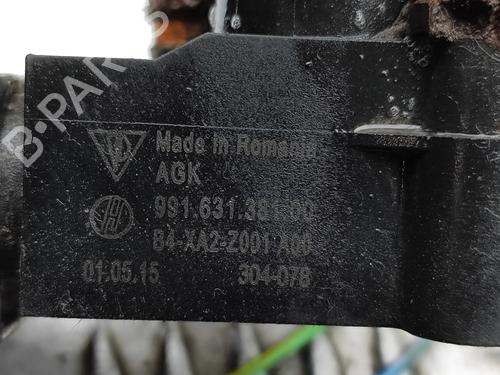 B-PARTS
Made in Romania
AGK
991.631.381.00
B4-XA2-Z001 A00
01.05.15 304-078